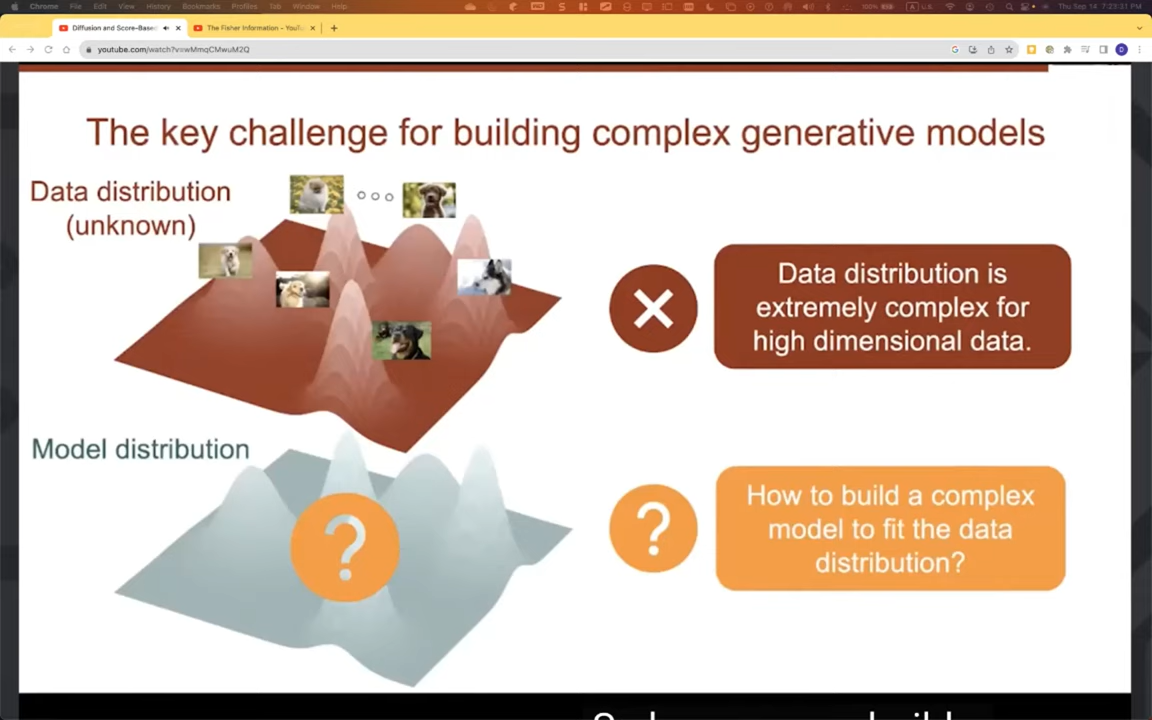 Chrome File Edit View History Bookmarks Profiles Tab Window Help 100% U.S. Thu Sep 14 7:23:31 PM
Diffusion and Score-Based
The Fisher Information – YouTu
youtube.com/watch?v=wMmqCMwuM2Q
The key challenge for building complex generative models
Data distribution
(unknown)
Data distribution is
extremely complex for
high dimensional data.
Model distribution
?
?
How to build a complex
model to fit the data
distribution?